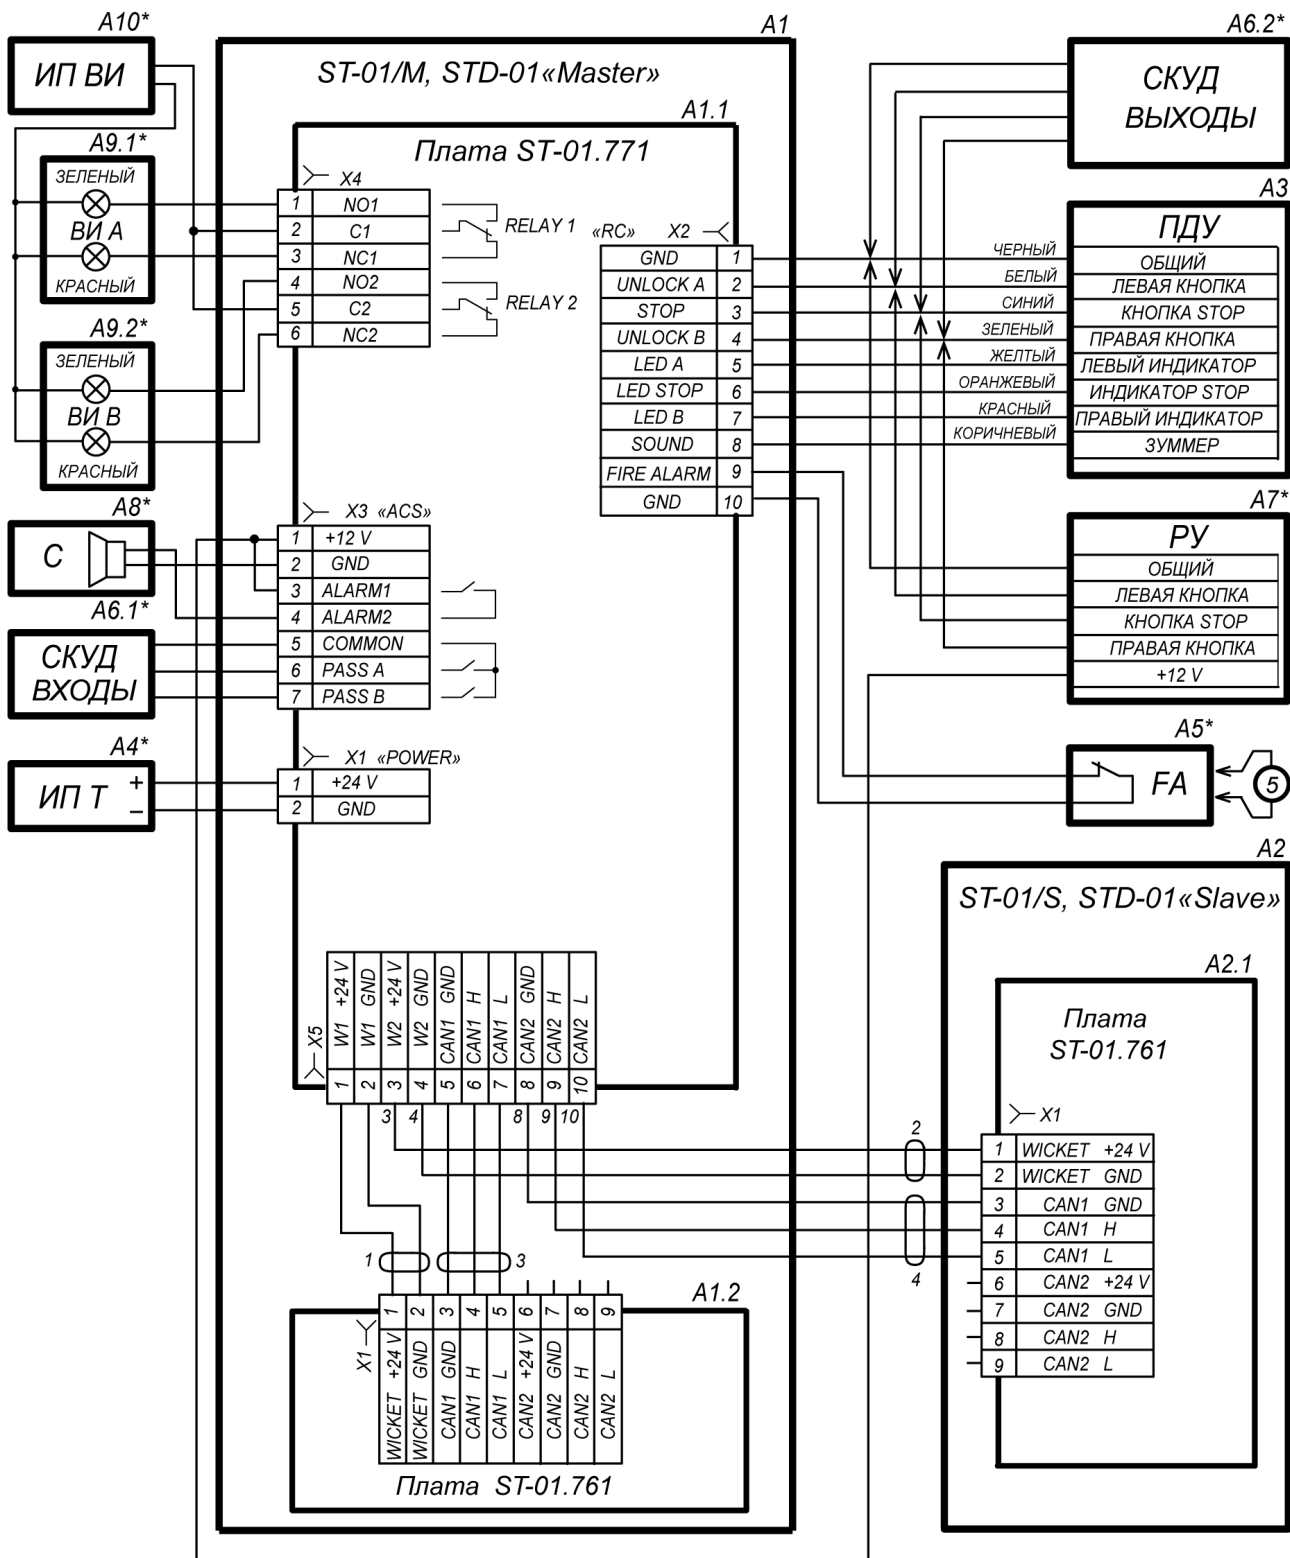 A10*
ИП ВИ
A9.1*
ЗЕЛЕНЫЙ
ВИ А
КРАСНЫЙ
A9.2*
ЗЕЛЕНЫЙ
ВИ В
КРАСНЫЙ
A8*
С
A6.1*
СКУД
ВХОДЫ
A4*
ИП Т
+
–
A1
ST-01/M, STD-01«Master»
A1.1
Плата ST-01.771
X4
1 NO1
2 C1
3 NC1
4 NO2
5 C2
6 NC2
RELAY 1
RELAY 2
X3 «ACS»
1 +12 V
2 GND
3 ALARM1
4 ALARM2
5 COMMON
6 PASS A
7 PASS B
X1 «POWER»
1 +24 V
2 GND
«RC» X2
GND 1
UNLOCK A 2
STOP 3
UNLOCK B 4
LED A 5
LED STOP 6
LED B 7
SOUND 8
FIRE ALARM 9
GND 10
ЧЕРНЫЙ
БЕЛЫЙ
СИНИЙ
ЗЕЛЕНЫЙ
ЖЕЛТЫЙ
ОРАНЖЕВЫЙ
КРАСНЫЙ
КОРИЧНЕВЫЙ
A6.2*
СКУД
ВЫХОДЫ
A3
ПДУ
ОБЩИЙ
ЛЕВАЯ КНОПКА
КНОПКА STOP
ПРАВАЯ КНОПКА
ЛЕВЫЙ ИНДИКАТОР
ИНДИКАТОР STOP
ПРАВЫЙ ИНДИКАТОР
ЗУММЕР
A7*
РУ
ОБЩИЙ
ЛЕВАЯ КНОПКА
КНОПКА STOP
ПРАВАЯ КНОПКА
+12 V
A5*
FA
5
X5
1 W1 +24 V
2 W1 GND
3 W2 +24 V
4 W2 GND
5 CAN1 GND
6 CAN1 H
7 CAN1 L
8 CAN2 GND
9 CAN2 H
10 CAN2 L
3 4 8 9 10
1
3
2
4
A1.2
X1
1 WICKET +24 V
2 WICKET GND
3 CAN1 GND
4 CAN1 H
5 CAN1 L
6 CAN2 +24 V
7 CAN2 GND
8 CAN2 H
9 CAN2 L
Плата ST-01.761
A2
ST-01/S, STD-01«Slave»
A2.1
Плата
ST-01.761
X1
1 WICKET +24 V
2 WICKET GND
3 CAN1 GND
4 CAN1 H
5 CAN1 L
6 CAN2 +24 V
7 CAN2 GND
8 CAN2 H
9 CAN2 L